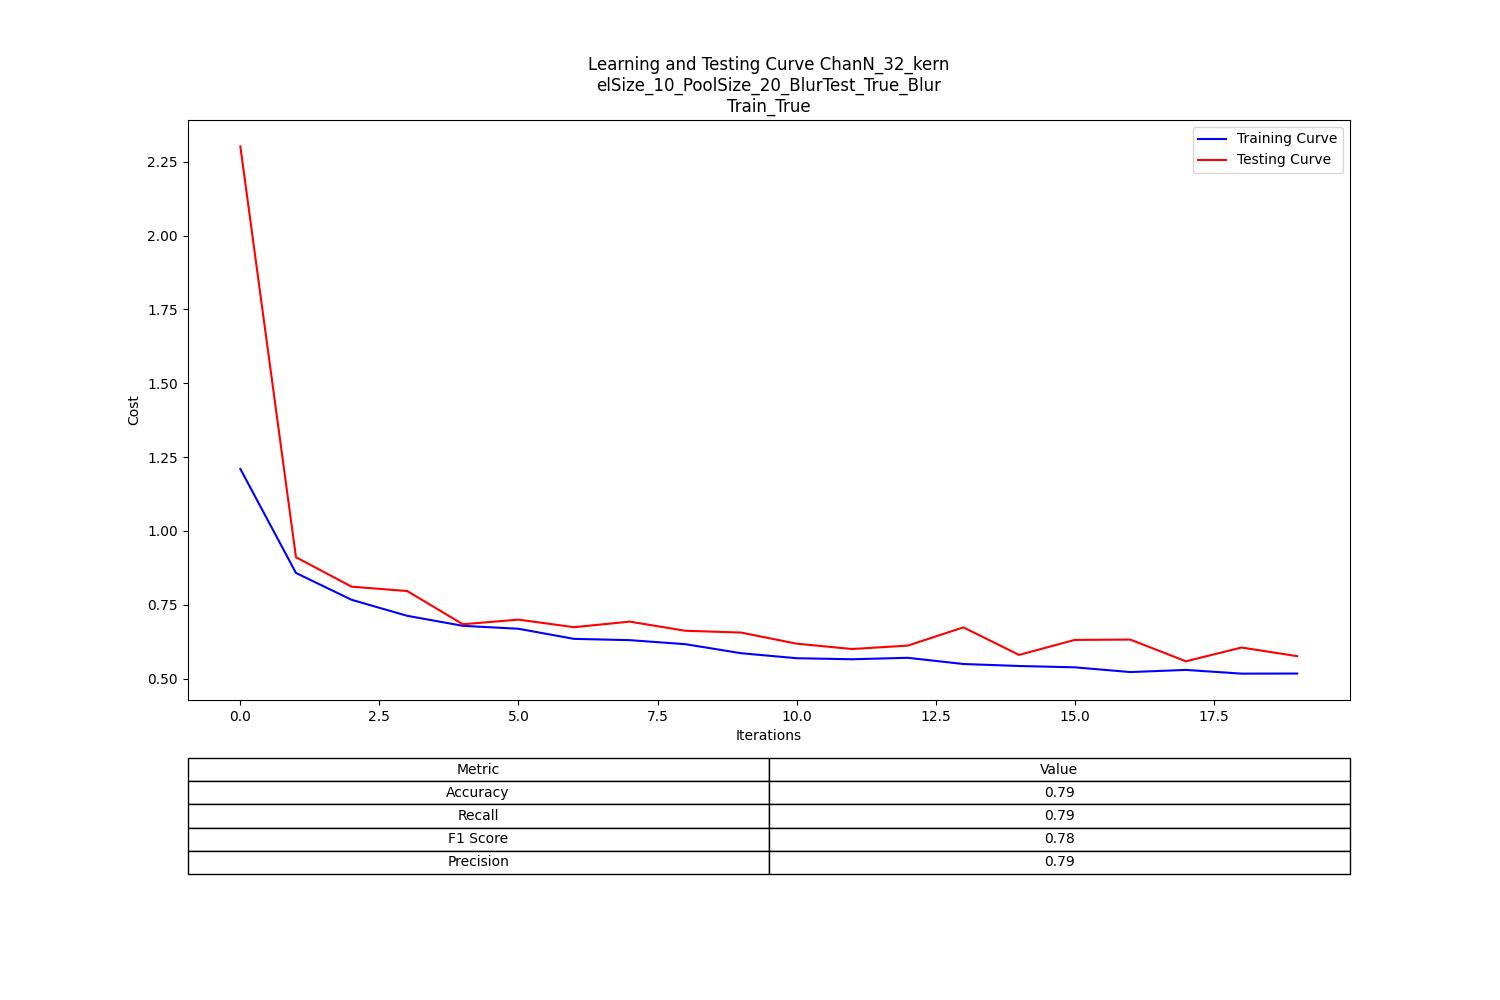 Learning and Testing Curve ChanN_32_kern
elSize_10_PoolSize_20_BlurTest_True_Blur
Train_True
Training Curve
Testing Curve
2.25
2.00
1.75
1.50
1.25
1.00
0.75
0.50
Cost
0.0 2.5 5.0 7.5 10.0 12.5 15.0 17.5
Iterations
Metric Value
Accuracy 0.79
Recall 0.79
F1 Score 0.78
Precision 0.79